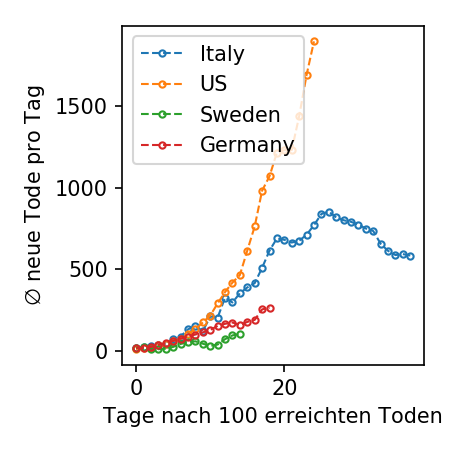 Italy
US
Sweden
Germany
∅ neue Tode pro Tag
1500
1000
500
0
0 20
Tage nach 100 erreichten Toden